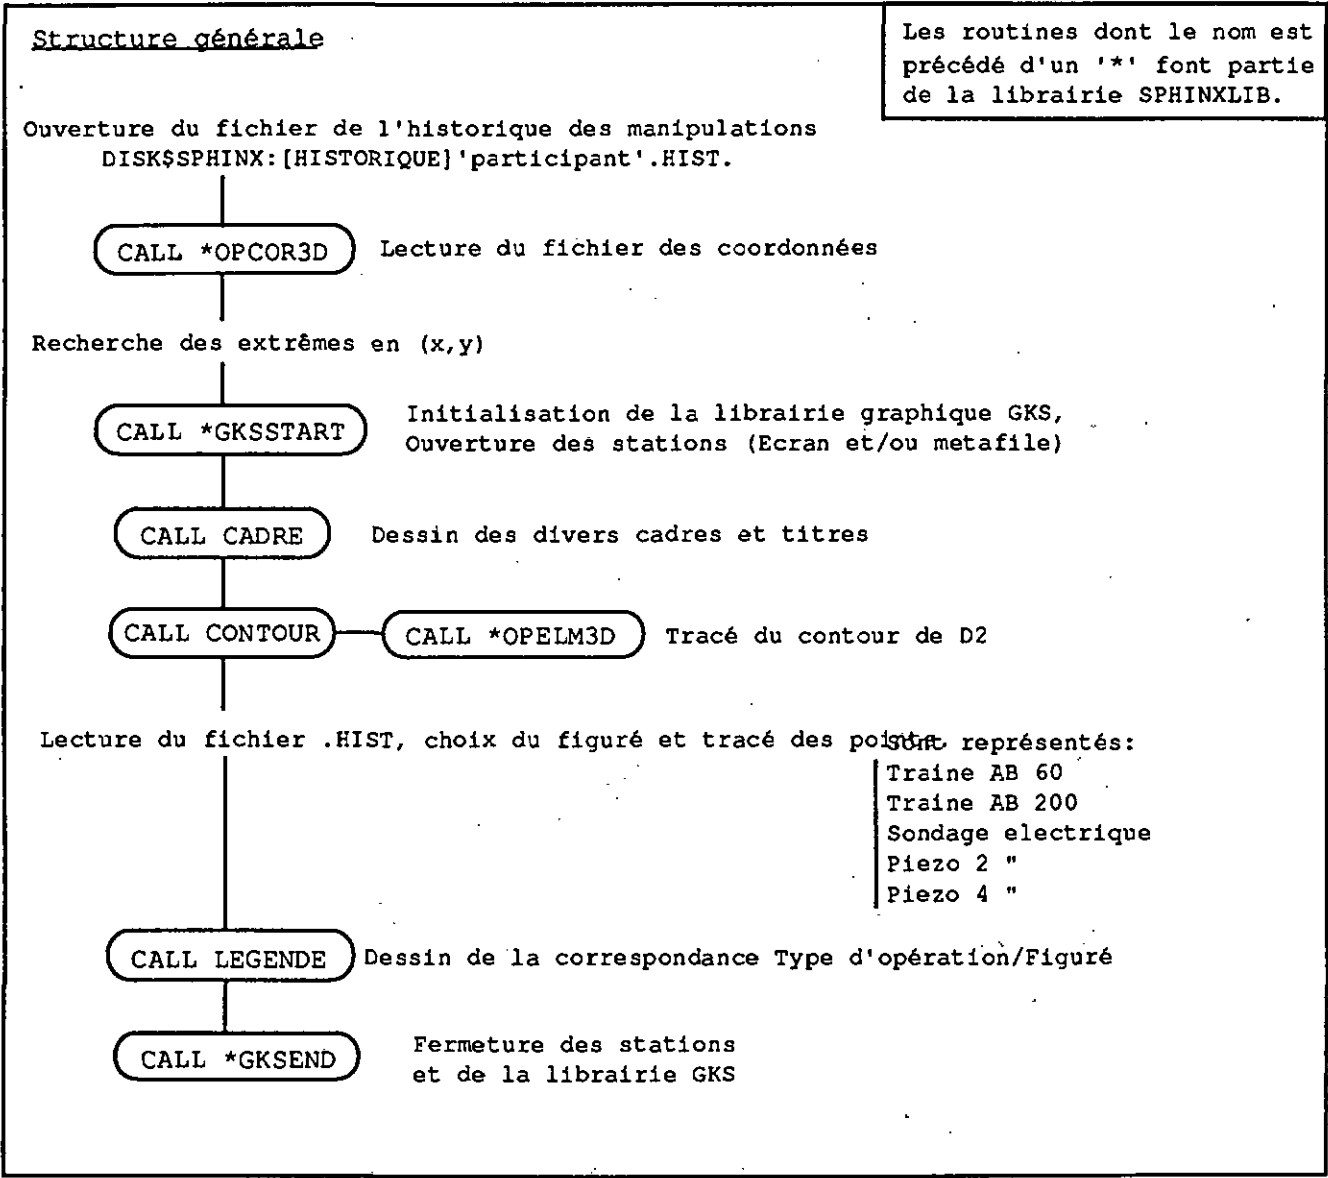 Structure générale
Les routines dont le nom est
précédé d'un '*' font partie
de la librairie SPHINXLIB.
Ouverture du fichier de l'historique des manipulations
DISK$SPHINX:[HISTORIQUE]'participant'.HIST.
CALL *OPCOR3D Lecture du fichier des coordonnées
Recherche des extrêmes en (x,y)
CALL *GKSSTART
Initialisation de la librairie graphique GKS,
Ouverture des stations (Ecran et/ou metafile)
CALL CADRE Dessin des divers cadres et titres
CALL CONTOUR CALL *OPELM3D Tracé du contour de D2
Lecture du fichier .HIST, choix du figuré et tracé des points.
Sont représentés:
Traine AB 60
Traine AB 200
Sondage electrique
Piezo 2 "
Piezo 4 "
CALL LEGENDE Dessin de la correspondance Type d'opération/Figuré
CALL *GKSEND
Fermeture des stations
et de la librairie GKS